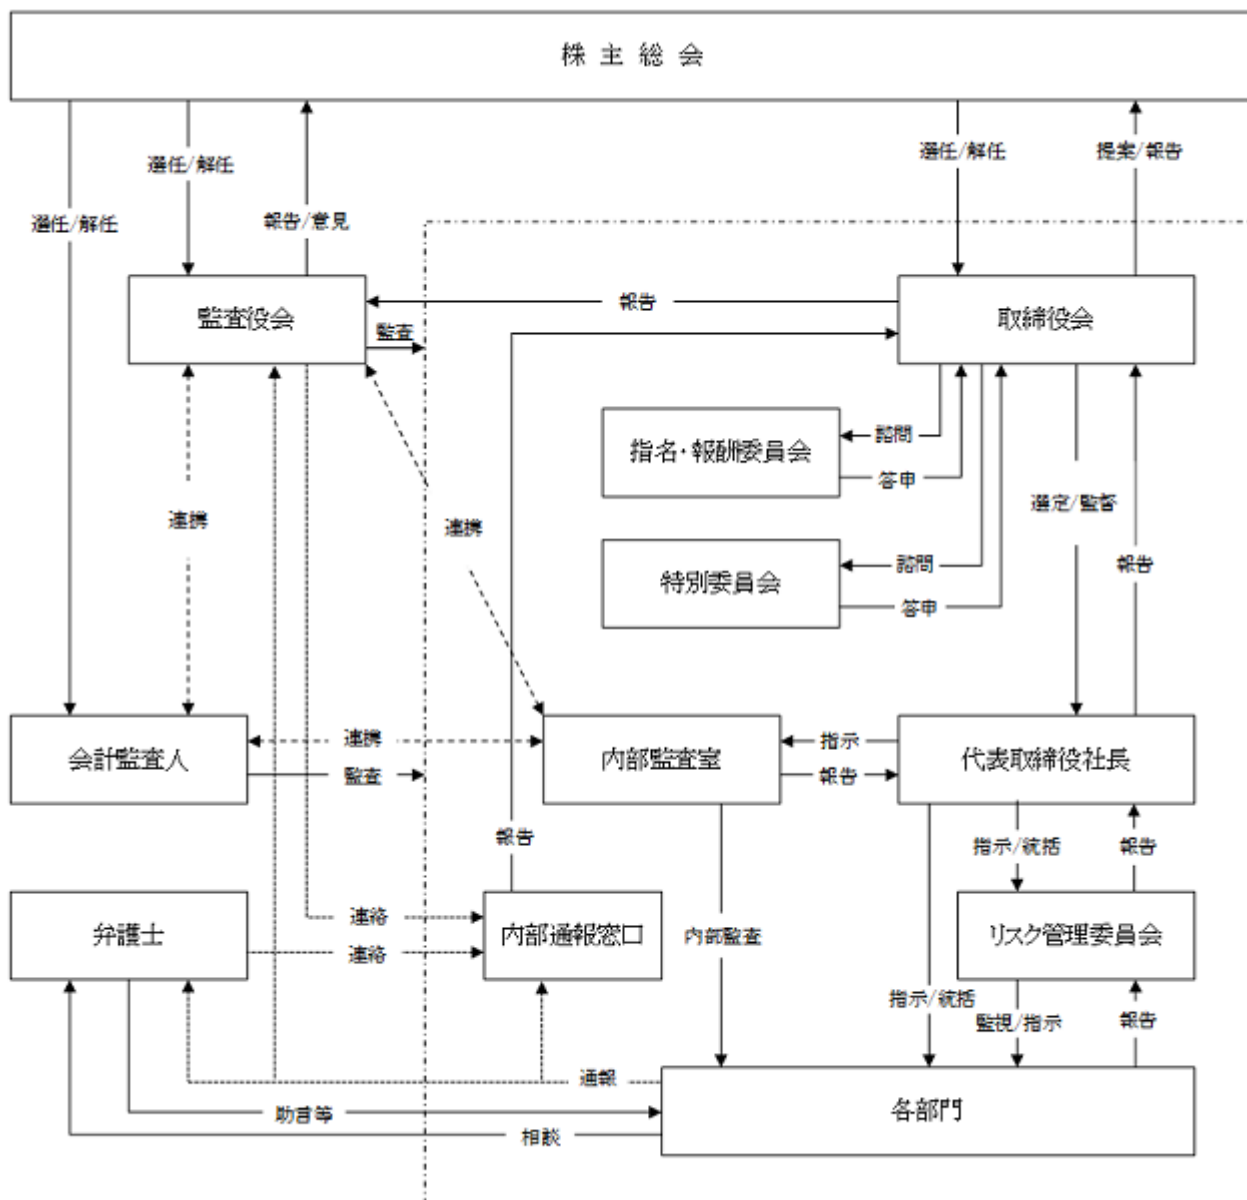 株主総会
選任/解任
選任/解任
提案/報告
選任/解任
報告/意見
監査役会
報告
取締役会
監査
指名・報酬委員会
諮問
答申
選定/監督
連携
連携
特別委員会
諮問
答申
報告
会計監査人
連携
監査
内部監査室
指示
報告
代表取締役社長
報告
指示/統括
報告
弁護士
連絡
連絡
内部通報窓口
内部監査
リスク管理委員会
指示/統括
監視/指示
報告
通報
助言等
相談
各部門